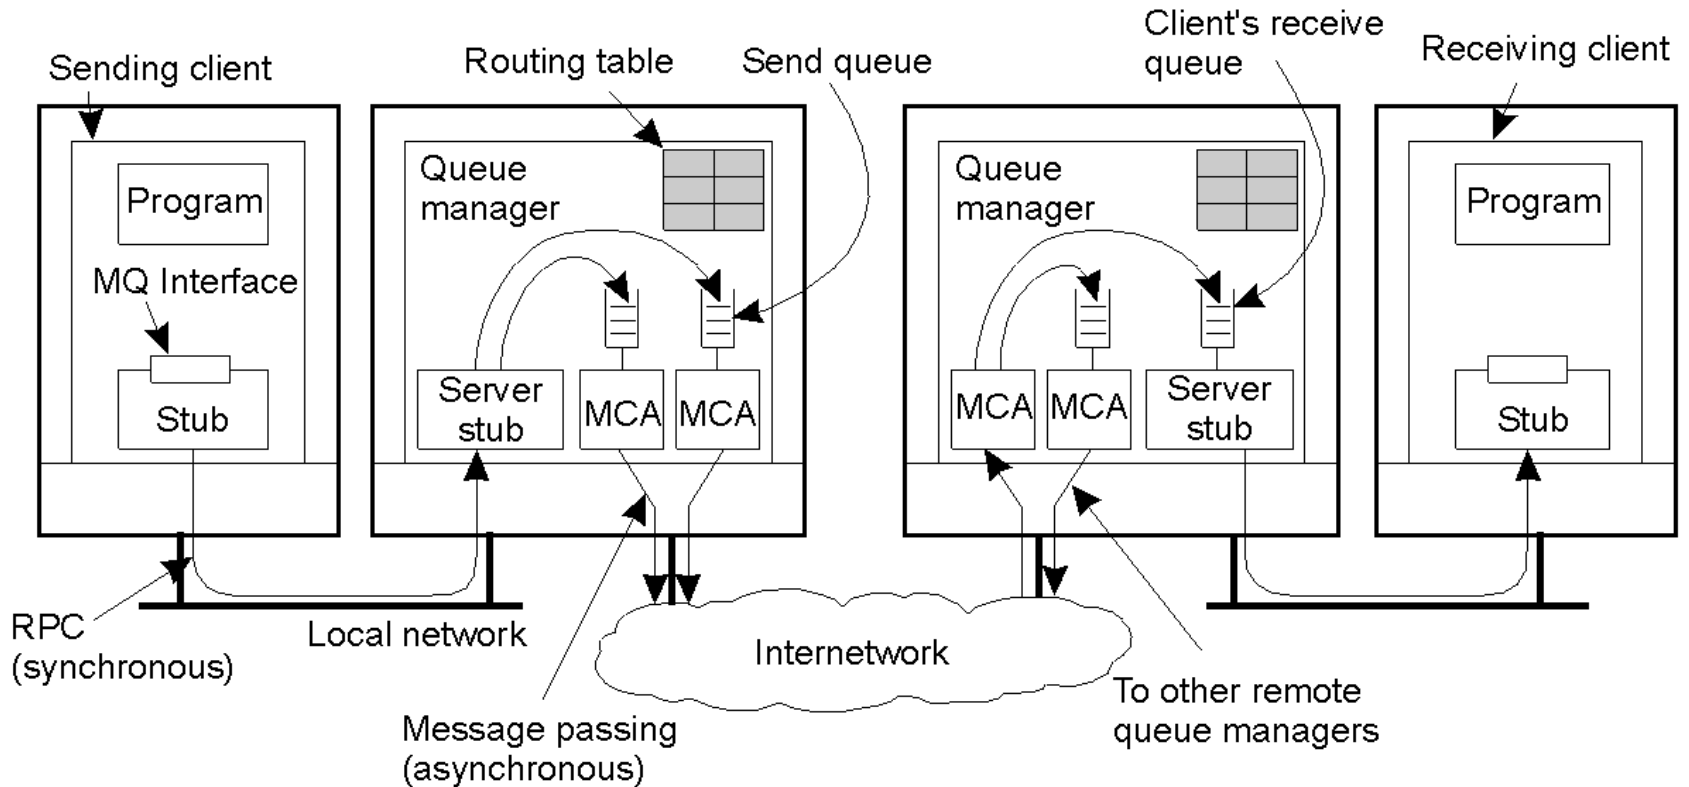 Sending client
Routing table
Send queue
Client's receive
queue
Receiving client
Program
MQ Interface
Stub
Queue
manager
Server
stub
MCA
MCA
Queue
manager
MCA
MCA
Server
stub
Program
Stub
RPC
(synchronous)
Local network
Message passing
(asynchronous)
Internetwork
To other remote
queue managers